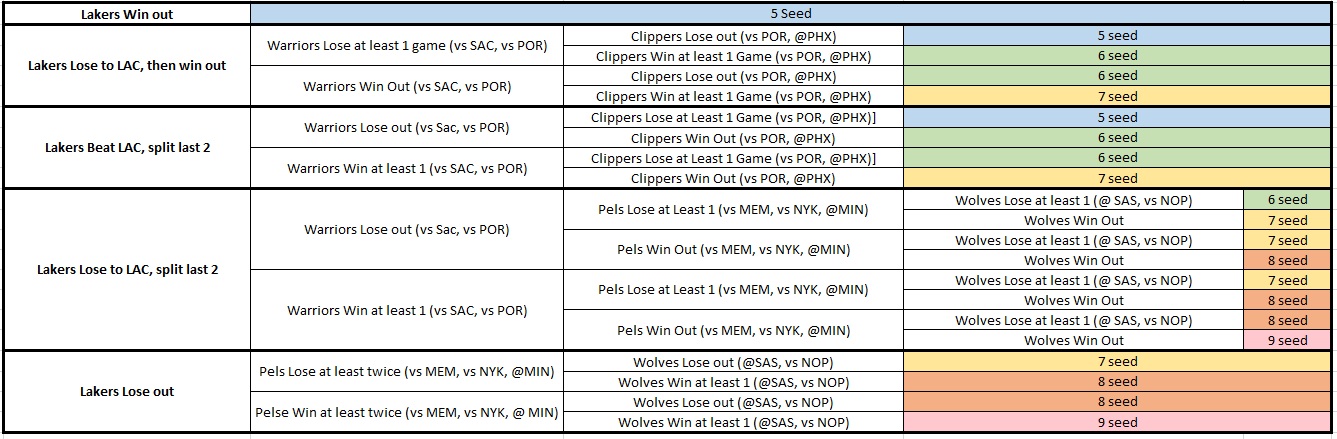 Lakers Win out
5 Seed
Lakers Lose to LAC, then win out
Warriors Lose at least 1 game (vs SAC, vs POR)
Clippers Lose out (vs POR, @PHX)
5 seed
Clippers Win at least 1 Game (vs POR, @PHX)
6 seed
Warriors Win Out (vs SAC, vs POR)
Clippers Lose out (vs POR, @PHX)
6 seed
Clippers Win at least 1 Game (vs POR, @PHX)
7 seed
Lakers Beat LAC, split last 2
Warriors Lose out (vs Sac, vs POR)
Clippers Lose at Least 1 Game (vs POR, @PHX)]
5 seed
Clippers Win Out (vs POR, @PHX)
6 seed
Warriors Win at least 1 (vs SAC, vs POR)
Clippers Lose at Least 1 Game (vs POR, @PHX)]
6 seed
Clippers Win Out (vs POR, @PHX)
7 seed
Lakers Lose to LAC, split last 2
Warriors Lose out (vs Sac, vs POR)
Pels Lose at Least 1 (vs MEM, vs NYK, @MIN)
Wolves Lose at least 1 (@ SAS, vs NOP)
6 seed
Wolves Win Out
7 seed
Pels Win Out (vs MEM, vs NYK, @MIN)
Wolves Lose at least 1 (@ SAS, vs NOP)
7 seed
Wolves Win Out
8 seed
Warriors Win at least 1 (vs SAC, vs POR)
Pels Lose at Least 1 (vs MEM, vs NYK, @MIN)
Wolves Lose at least 1 (@ SAS, vs NOP)
7 seed
Wolves Win Out
8 seed
Pels Win Out (vs MEM, vs NYK, @MIN)
Wolves Lose at least 1 (@ SAS, vs NOP)
8 seed
Wolves Win Out
9 seed
Lakers Lose out
Pels Lose at least twice (vs MEM, vs NYK, @MIN)
Wolves Lose out (@SAS, vs NOP)
7 seed
Wolves Win at least 1 (@SAS, vs NOP)
8 seed
Pelse Win at least twice (vs MEM, vs NYK, @ MIN)
Wolves Lose out (@SAS, vs NOP)
8 seed
Wolves Win at least 1 (@SAS, vs NOP)
9 seed